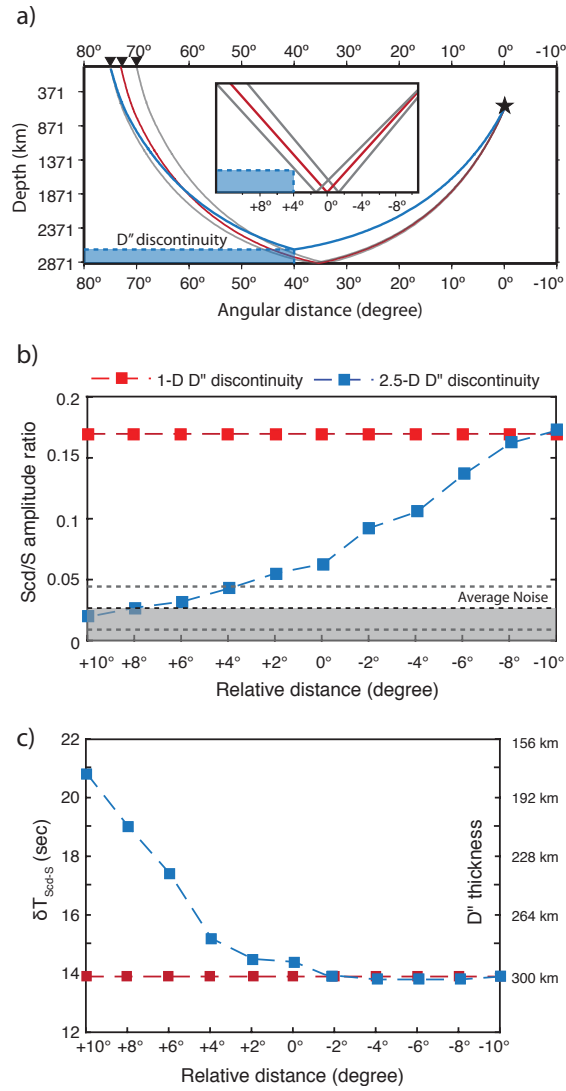 a)
80° 70° 60° 50° 40° 30° 20° 10° 0° -10°
371
871
1371
1871
2371
2871
Depth (km)
+8° +4° 0° -4° -8°
D″ discontinuity
80° 70° 60° 50° 40° 30° 20° 10° 0° -10°
Angular distance (degree)
b)
1-D D" discontinuity 2.5-D D" discontinuity
0.2
0.15
0.1
0.05
0
Scd/S amplitude ratio
Average Noise
+10° +8° +6° +4° +2° 0° -2° -4° -6° -8° -10°
Relative distance (degree)
c)
22
20
18
16
14
12
δT Scd-S (sec)
156 km
192 km
228 km
264 km
300 km
D" thickness
+10° +8° +6° +4° +2° 0° -2° -4° -6° -8° -10°
Relative distance (degree)